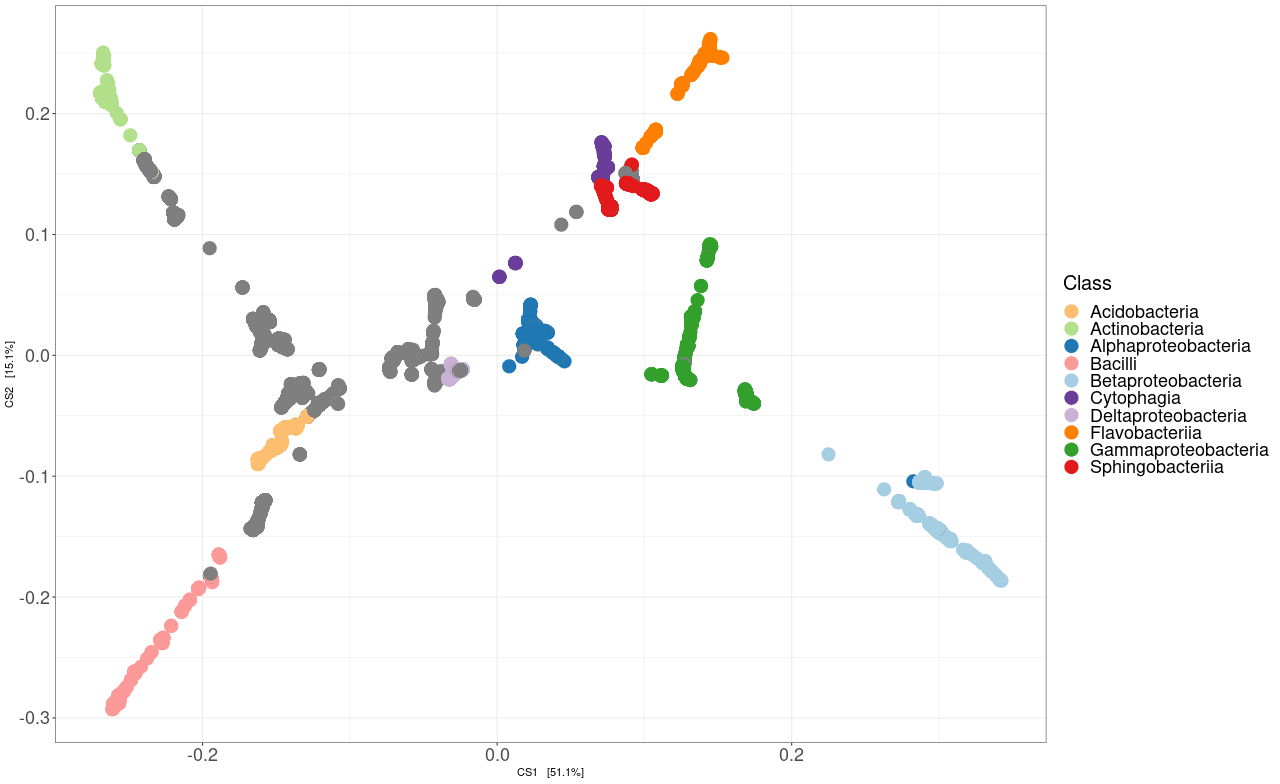 0.2
0.1
0.0
-0.1
-0.2
-0.3
CS2 [15.1%]
-0.2
0.0
0.2
CS1 [51.1%]
Class
Acidobacteria
Actinobacteria
Alphaproteobacteria
Bacilli
Betaproteobacteria
Cytophagia
Deltaproteobacteria
Flavobacteriia
Gammaproteobacteria
Sphingobacteriia